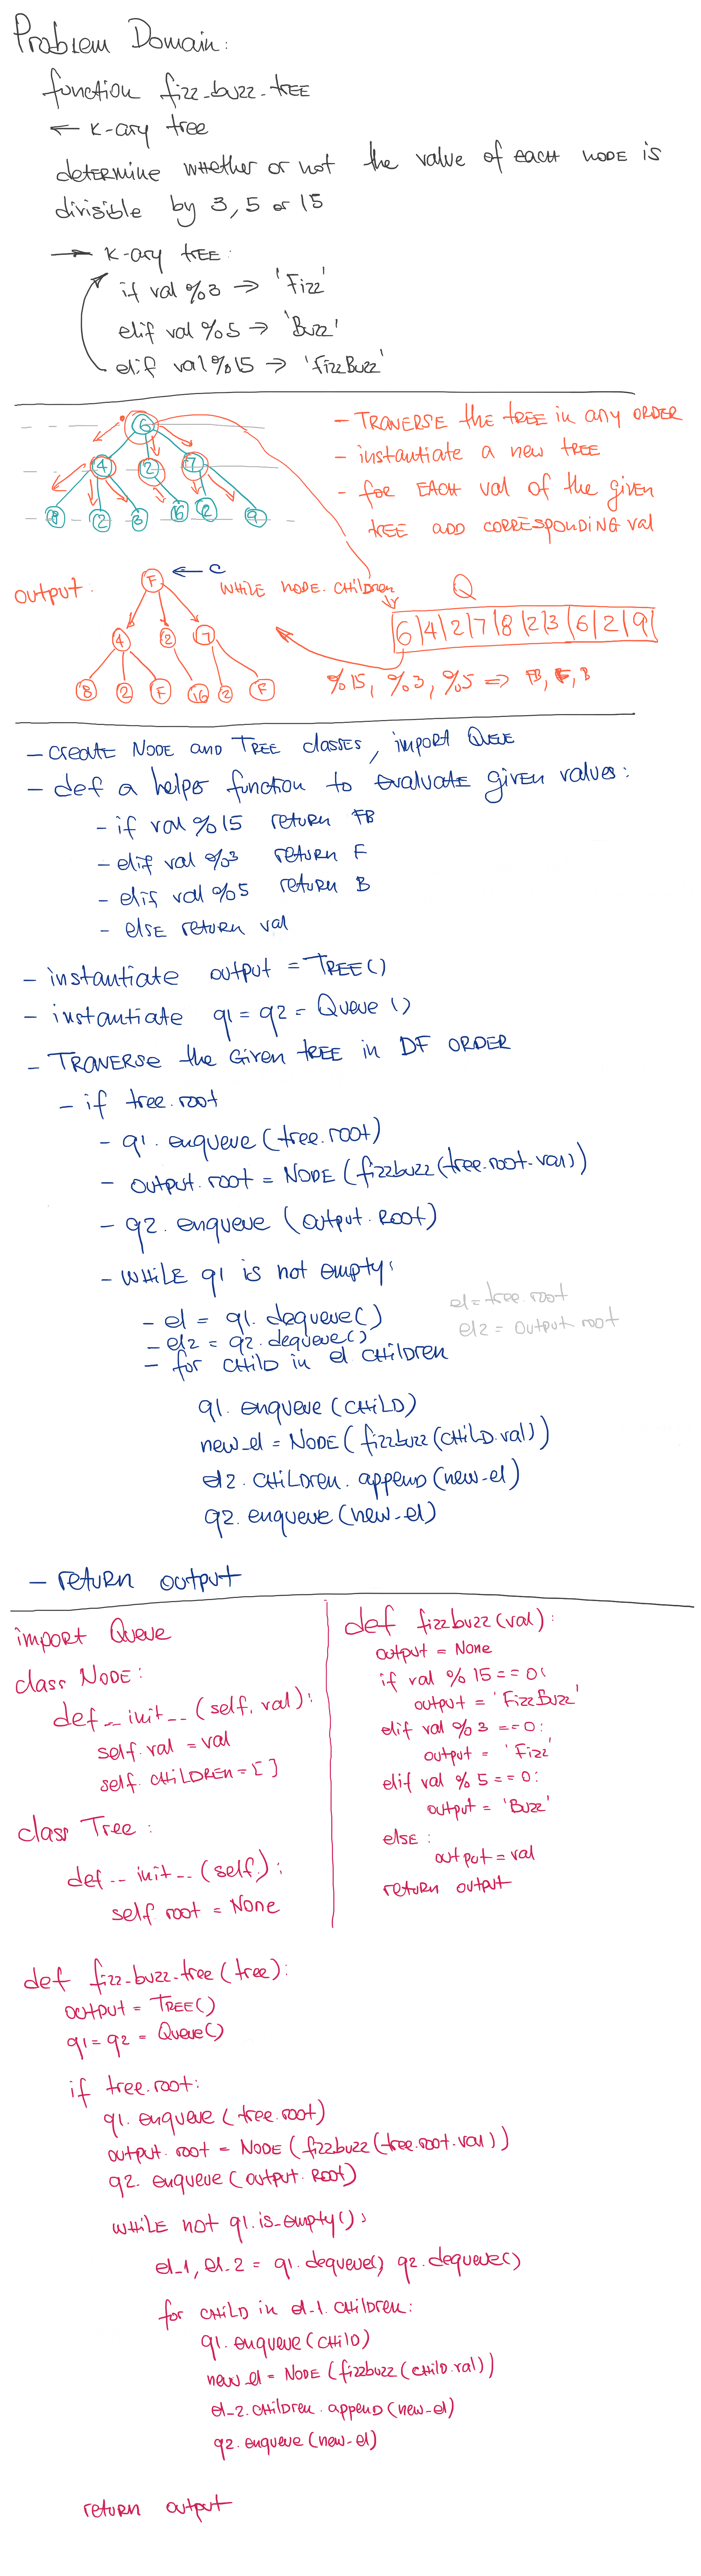 Problem Domain:
function fizz_buzz_tree
← k-ary tree
determine whether or not the value of each node is
divisible by 3, 5 or 15
→ k-ary tree:
if val %3 → 'Fizz'
elif val %5 → 'Buzz'
elif val %15 → 'FizzBuzz'
6
4 2 7
8 2 3 16 2 9
- Traverse the tree in any order
- instantiate a new tree
- for each val of the given
tree add corresponding val
output:
F ← C
4 2 7
8 2 F 16 2 F
while node.children
Q
6|4|2|7|8|2|3|6|2|9|
%15, %3, %5 ⇒ FB, F, B
- create Node and Tree classes, import Queue
- def a helper function to evaluate given values:
- if val %15 return FB
- elif val %3 return F
- elif val %5 return B
- else return val
- instantiate output = Tree()
- instantiate q1 = q2 = Queue()
- Traverse the given tree in DF order
- if tree.root
- q1.enqueue(tree.root)
- output.root = Node(fizzbuzz(tree.root.val))
- q2.enqueue(output.root)
- while q1 is not empty:
- el = q1.dequeue()
- el2 = q2.dequeue()
- for child in el.children
el = tree.root
el2 = output.root
q1.enqueue(child)
new_el = Node(fizzbuzz(child.val))
el2.children.append(new_el)
q2.enqueue(new_el)
- return output
import Queue
class Node:
def __init__(self, val):
self.val = val
self.children = []
class Tree:
def __init__(self):
self.root = None
def fizzbuzz(val):
output = None
if val % 15 == 0:
output = 'FizzBuzz'
elif val % 3 == 0:
output = 'Fizz'
elif val % 5 == 0:
output = 'Buzz'
else:
output = val
return output
def fizz_buzz_tree(tree):
output = Tree()
q1 = q2 = Queue()
if tree.root:
q1.enqueue(tree.root)
output.root = Node(fizzbuzz(tree.root.val))
q2.enqueue(output.root)
while not q1.is_empty():
el_1, el_2 = q1.dequeue(), q2.dequeue()
for child in el_1.children:
q1.enqueue(child)
new_el = Node(fizzbuzz(child.val))
el_2.children.append(new_el)
q2.enqueue(new_el)
return output